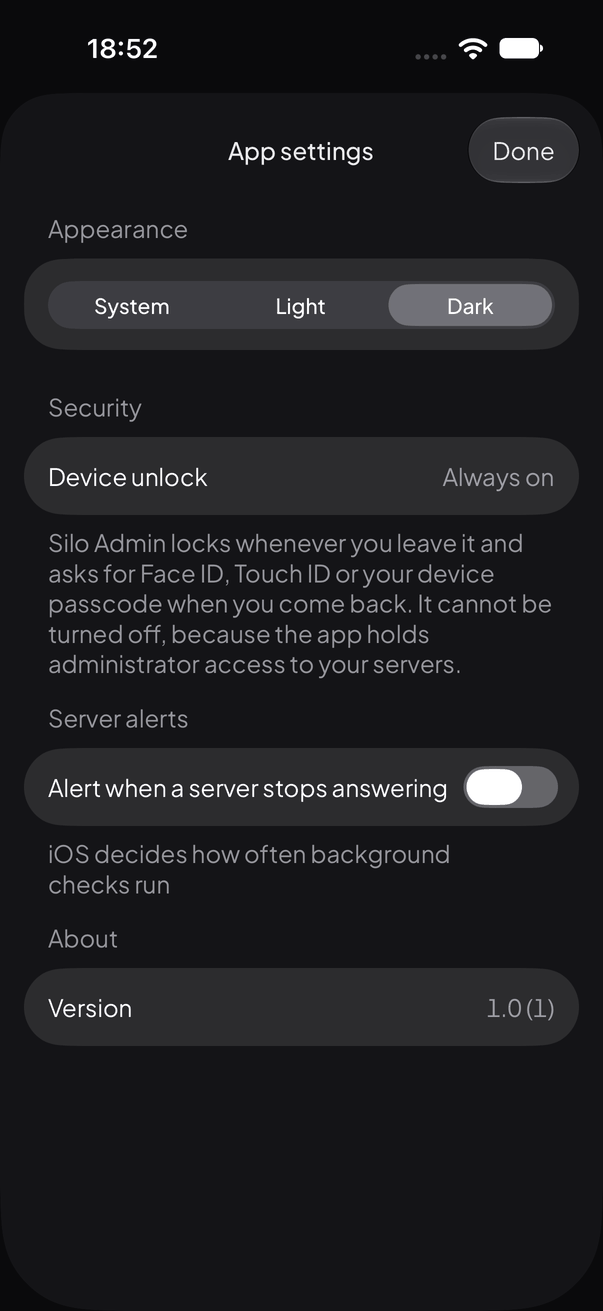 18:52
App settings
Done
Appearance
System
Light
Dark
Security
Device unlock
Always on
Silo Admin locks whenever you leave it and
asks for Face ID, Touch ID or your device
passcode when you come back. It cannot be
turned off, because the app holds
administrator access to your servers.
Server alerts
Alert when a server stops answering
iOS decides how often background
checks run
About
Version
1.0 (1)